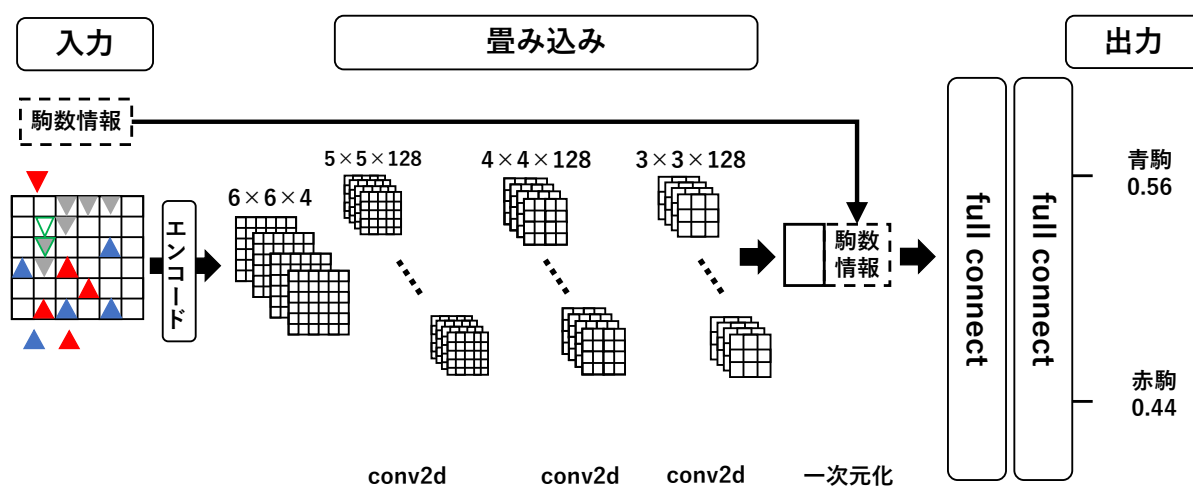 入力
畳み込み
出力
駒数情報
5×5×128
4×4×128
3×3×128
6×6×4
エンコード
駒数
情報
full connect
full connect
青駒
0.56
赤駒
0.44
conv2d
conv2d
conv2d
一次元化